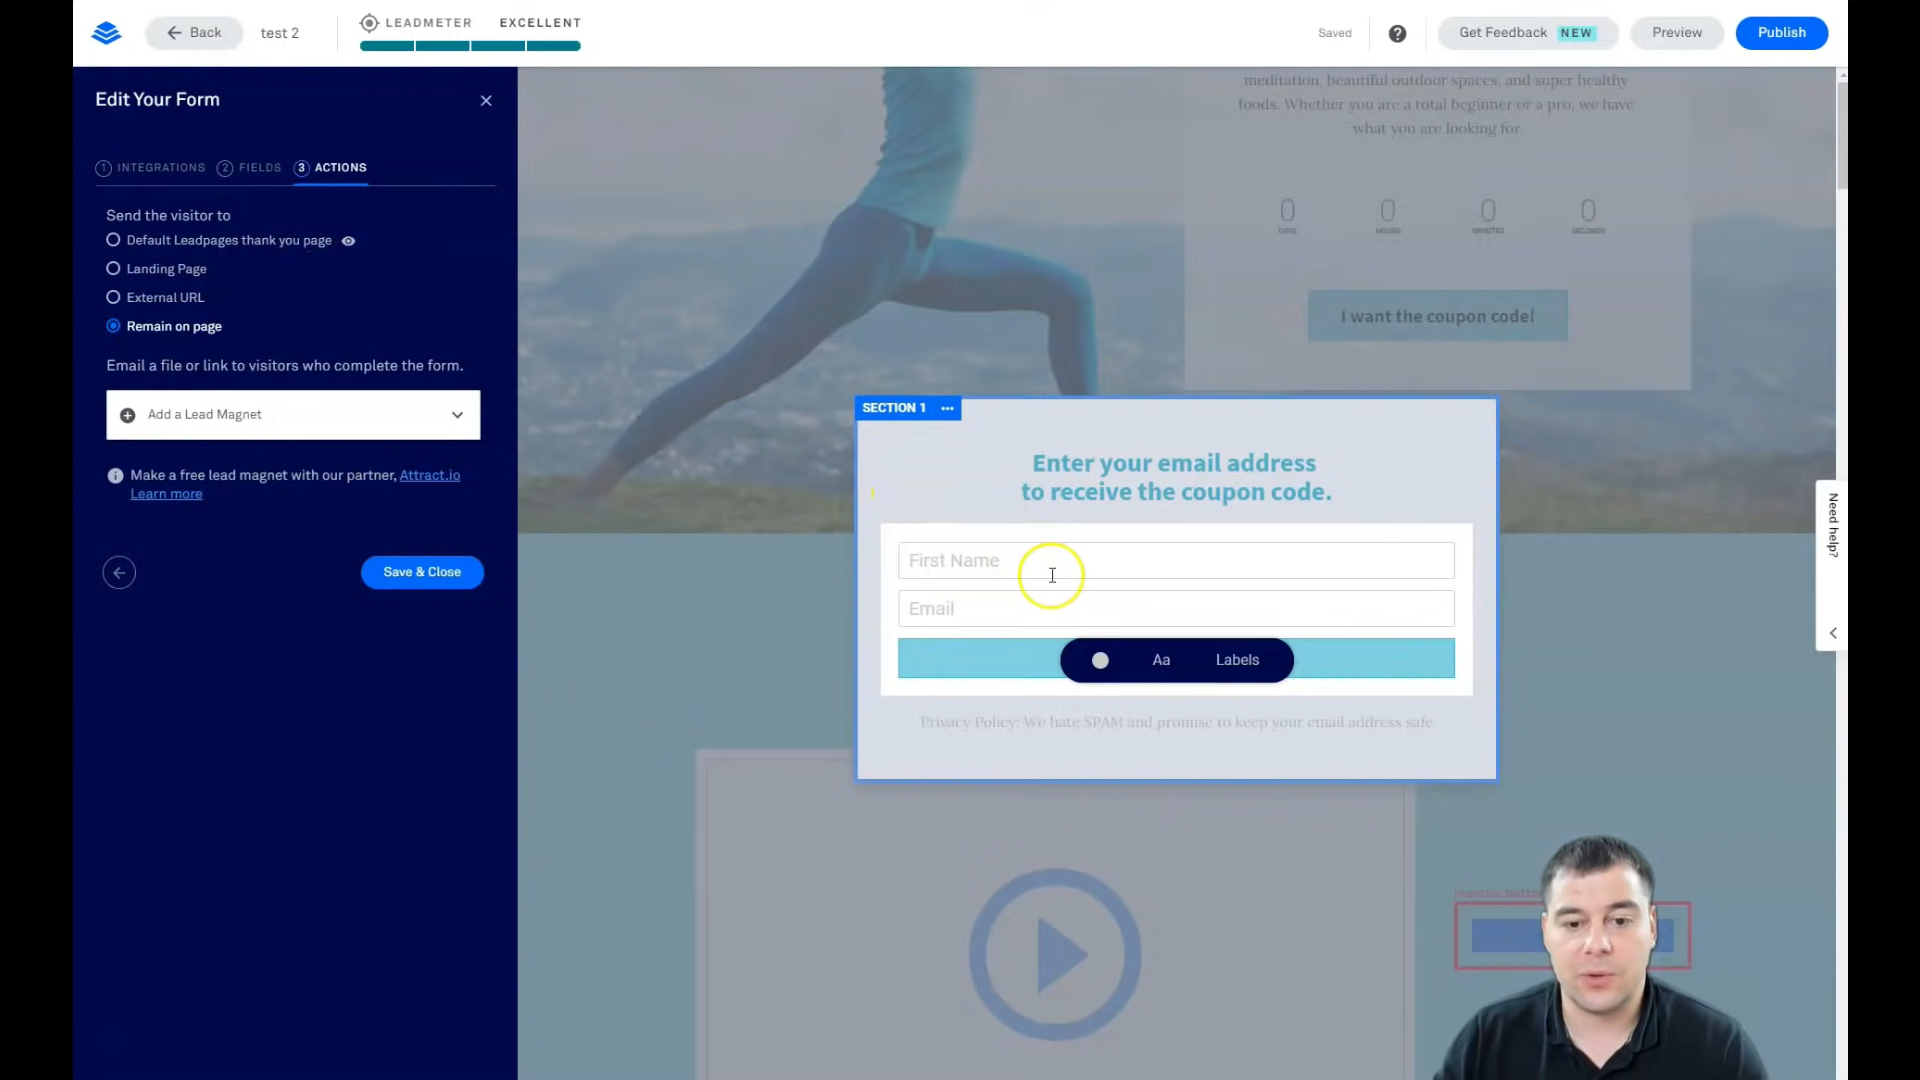 Back
test 2
LEADMETER EXCELLENT
Saved
Get Feedback NEW
Preview
Publish
Edit Your Form
1 INTEGRATIONS 2 FIELDS 3 ACTIONS
Send the visitor to
Default Leadpages thank you page
Landing Page
External URL
Remain on page
Email a file or link to visitors who complete the form.
Add a Lead Magnet
Make a free lead magnet with our partner, Attract.io
Learn more
Save & Close
meditation, beautiful outdoor spaces, and super healthy
foods. Whether you are a total beginner or a pro, we have
what you are looking for
0 0 0 0
DAYS HOURS MINUTES SECONDS
I want the coupon code!
SECTION 1
Enter your email address
to receive the coupon code.
First Name
Email
Aa Labels
Privacy Policy: We hate SPAM and promise to keep your email address safe
Need help?